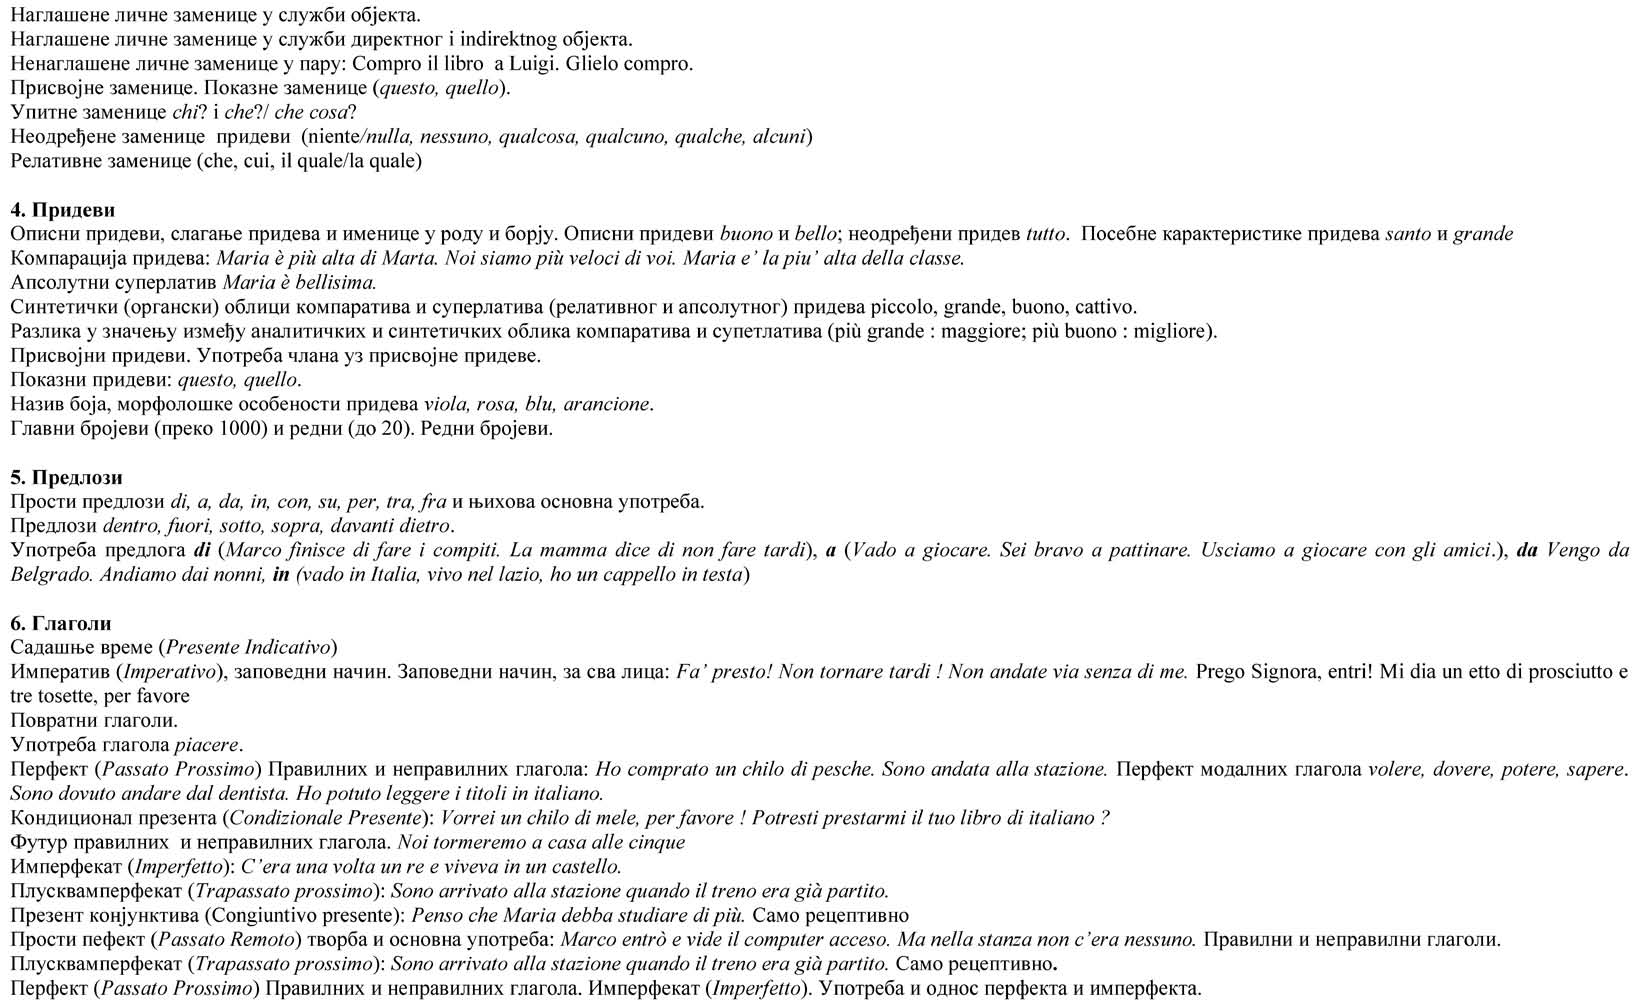 Наглашене личне заменице у служби објекта.
Наглашене личне заменице у служби директног i indirektnog објекта.
Ненаглашене личне заменице у пару: Compro il libro a Luigi. Glielo compro.
Присвојне заменице. Показне заменице (questo, quello).
Упитне заменице chi? i che?/ che cosa?
Неодређене заменице придеви (niente/nulla, nessuno, qualcosa, qualcuno, qualche, alcuni)
Релативне заменице (che, cui, il quale/la quale)
4. Придеви
Описни придеви, слагање придева и именице у роду и борју. Описни придеви buono и bello; неодређени придев tutto. Посебне карактеристике придева santo и grande
Компарација придева: Maria è più alta di Marta. Noi siamo più veloci di voi. Maria e’ la piu’ alta della classe.
Апсолутни суперлатив Maria è bellisima.
Синтетички (органски) облици компаратива и суперлатива (релативног и апсолутног) придева piccolo, grande, buono, cattivo.
Разлика у значењу између аналитичких и синтетичких облика компаратива и супетлатива (più grande : maggiore; più buono : migliore).
Присвојни придеви. Употреба члана уз присвојне придеве.
Показни придеви: questo, quello.
Назив боја, морфолошке особености придева viola, rosa, blu, arancione.
Главни бројеви (преко 1000) и редни (до 20). Редни бројеви.
5. Предлози
Прости предлози di, a, da, in, con, su, per, tra, fra и њихова основна употреба.
Предлози dentro, fuori, sotto, sopra, davanti dietro.
Употреба предлога di (Marco finisce di fare i compiti. La mamma dice di non fare tardi), a (Vado a giocare. Sei bravo a pattinare. Usciamo a giocare con gli amici.), da Vengo da
Belgrado. Andiamo dai nonni, in (vado in Italia, vivo nel lazio, ho un cappello in testa)
6. Глаголи
Садашње време (Presente Indicativo)
Императив (Imperativo), заповедни начин. Заповедни начин, за сва лица: Fa’ presto! Non tornare tardi ! Non andate via senza di me. Prego Signora, entri! Mi dia un etto di prosciutto e
tre tosette, per favore
Повратни глаголи.
Употреба глагола piacere.
Перфект (Passato Prossimo) Правилних и неправилних глагола: Ho comprato un chilo di pesche. Sono andata alla stazione. Перфект модалних глагола volere, dovere, potere, sapere.
Sono dovuto andare dal dentista. Ho potuto leggere i titoli in italiano.
Кондиционал презента (Condizionale Presente): Vorrei un chilo di mele, per favore ! Potresti prestarmi il tuo libro di italiano ?
Футур правилних и неправилних глагола. Noi tormeremo a casa alle cinque
Имперфекат (Imperfetto): C’era una volta un re e viveva in un castello.
Плусквамперфекат (Trapassato prossimo): Sono arrivato alla stazione quando il treno era già partito.
Презент конјунктива (Congiuntivo presente): Penso che Maria debba studiare di più. Само рецептивно
Прости пефект (Passato Remoto) творба и основна употреба: Marco entrò e vide il computer acceso. Ma nella stanza non c’era nessuno. Правилни и неправилни глаголи.
Плусквамперфекат (Trapassato prossimo): Sono arrivato alla stazione quando il treno era già partito. Само рецептивно.
Перфект (Passato Prossimo) Правилних и неправилних глагола. Имперфекат (Imperfetto). Употреба и однос перфекта и имперфекта.